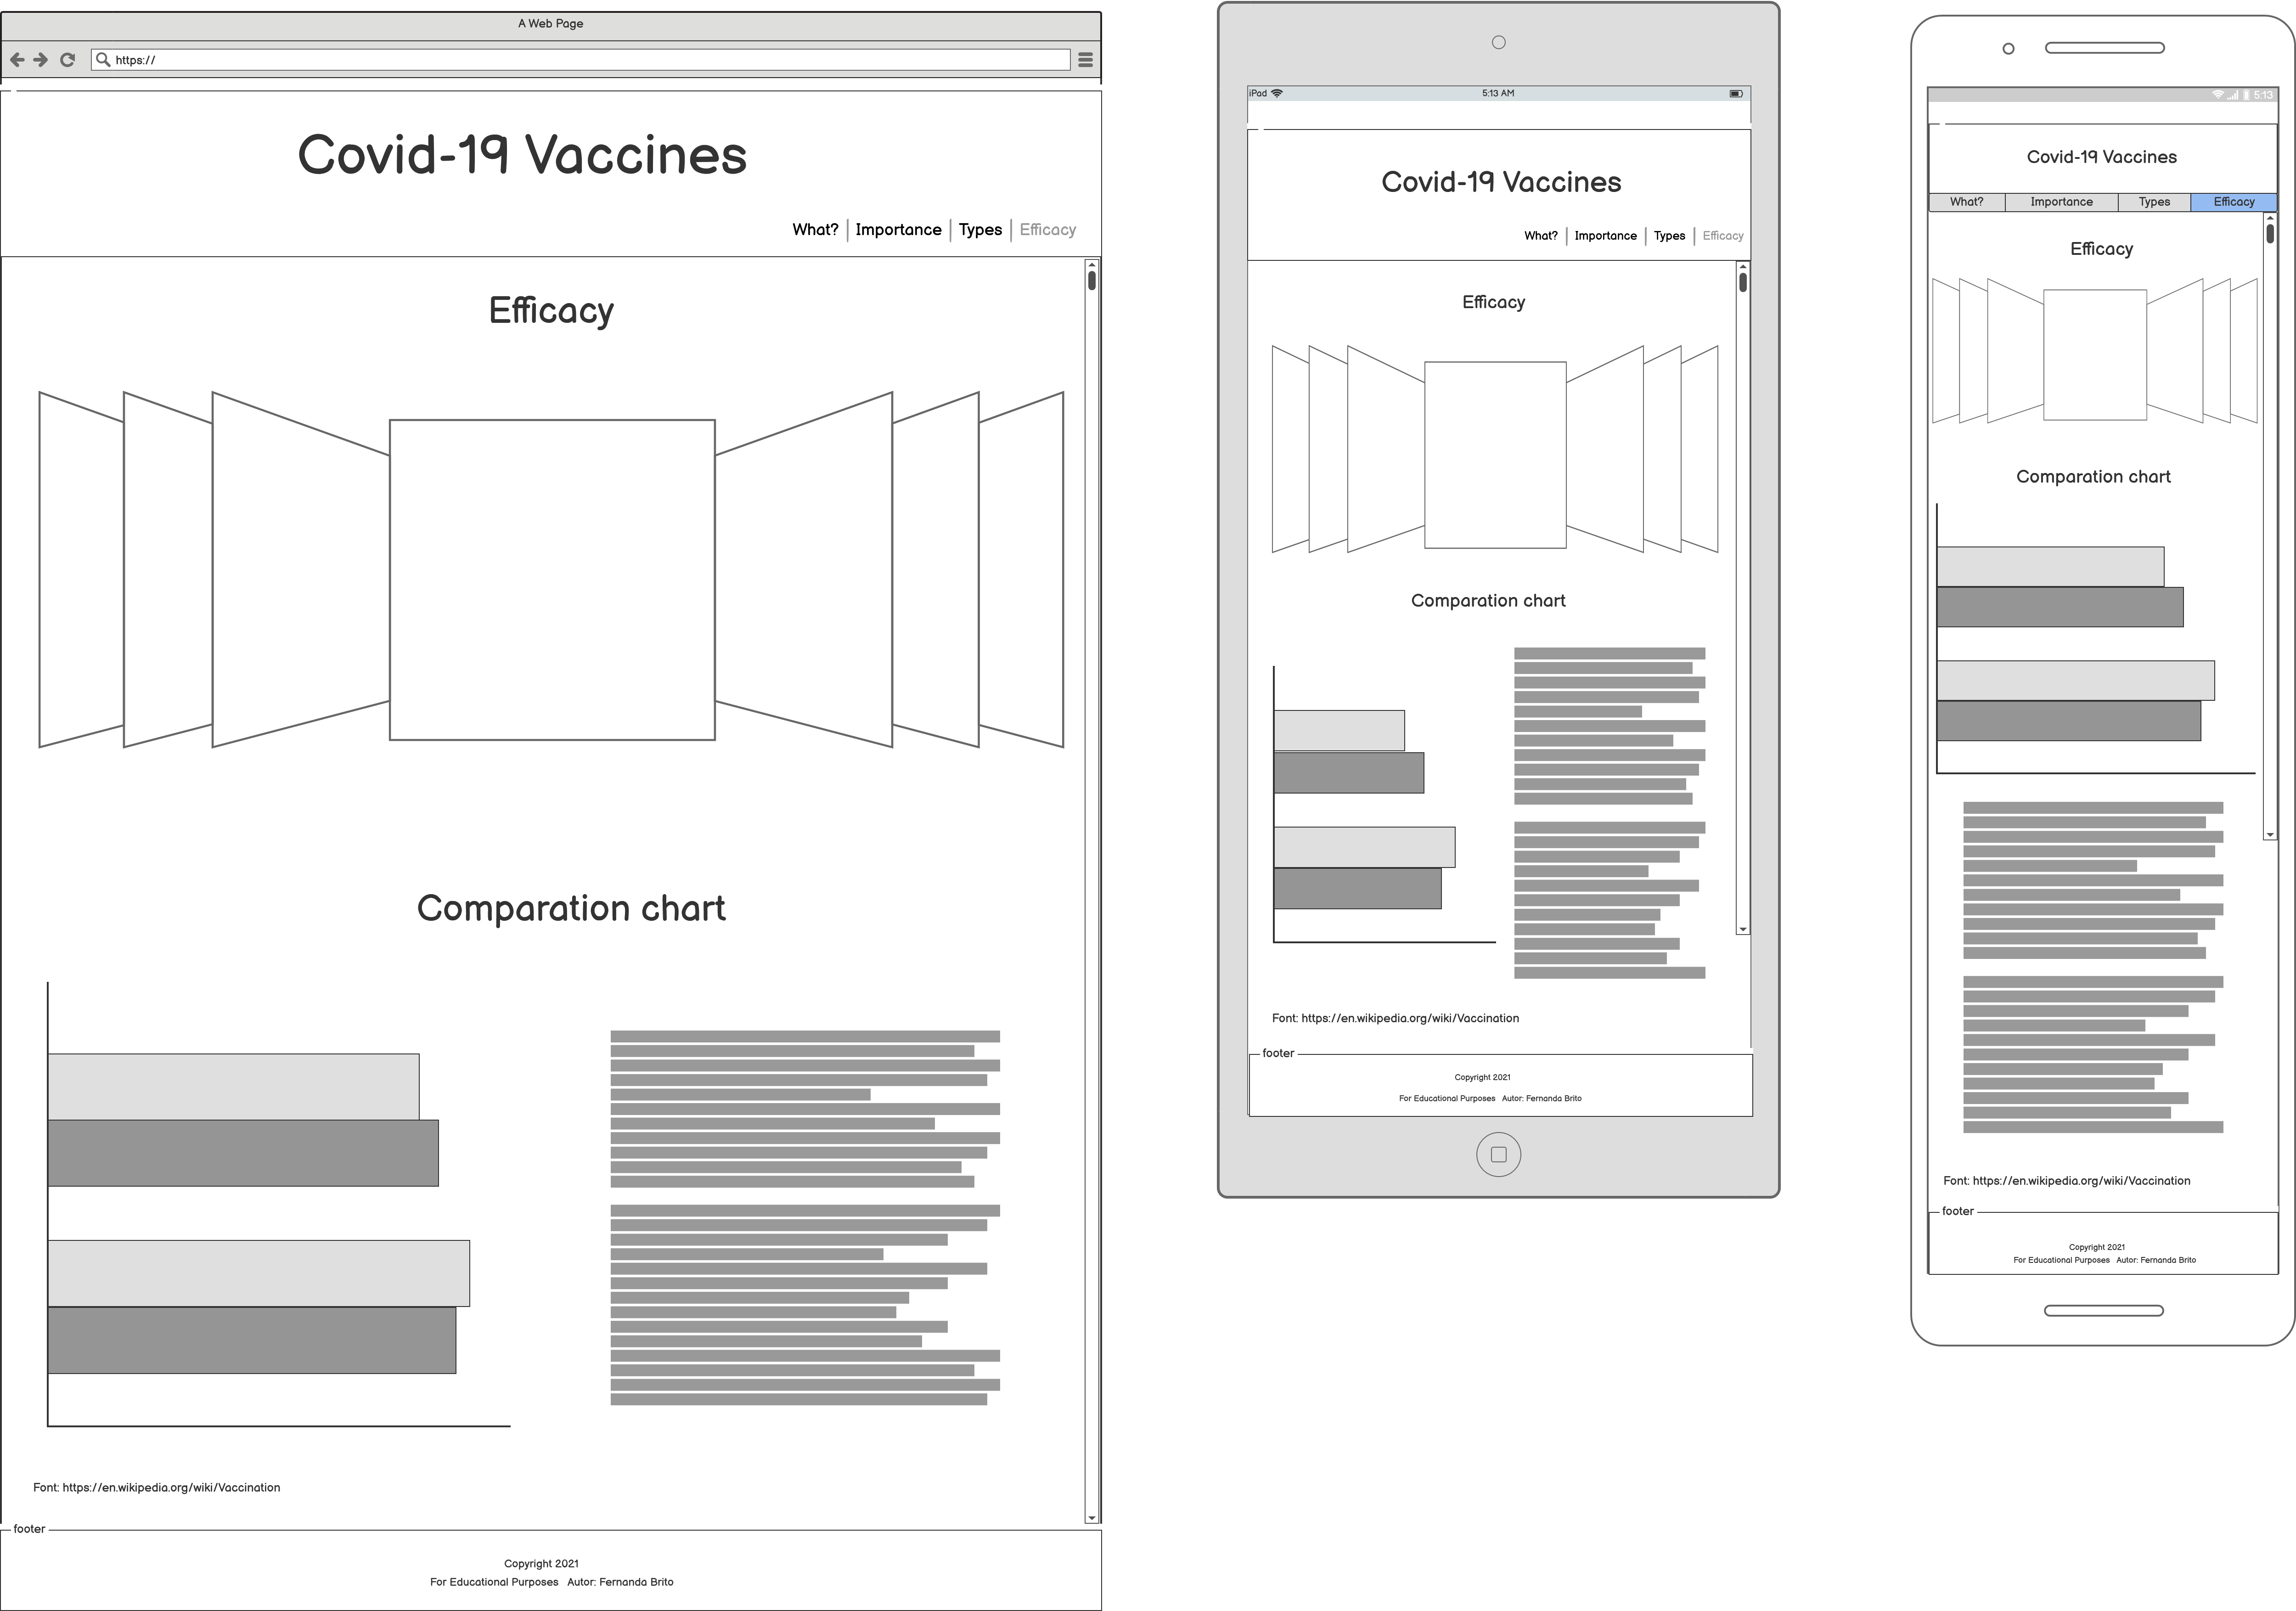 A Web Page
https://
Covid-19 Vaccines
What? Importance Types Efficacy
Efficacy
Comparation chart
Font: https://en.wikipedia.org/wiki/Vaccination
footer
Copyright 2021
For Educational Purposes Autor: Fernanda Brito
iPad 5:13 AM
Covid-19 Vaccines
What? Importance Types Efficacy
Efficacy
Comparation chart
Font: https://en.wikipedia.org/wiki/Vaccination
footer
Copyright 2021
For Educational Purposes Autor: Fernanda Brito
5:13
Covid-19 Vaccines
What? Importance Types Efficacy
Efficacy
Comparation chart
Font: https://en.wikipedia.org/wiki/Vaccination
footer
Copyright 2021
For Educational Purposes Autor: Fernanda Brito